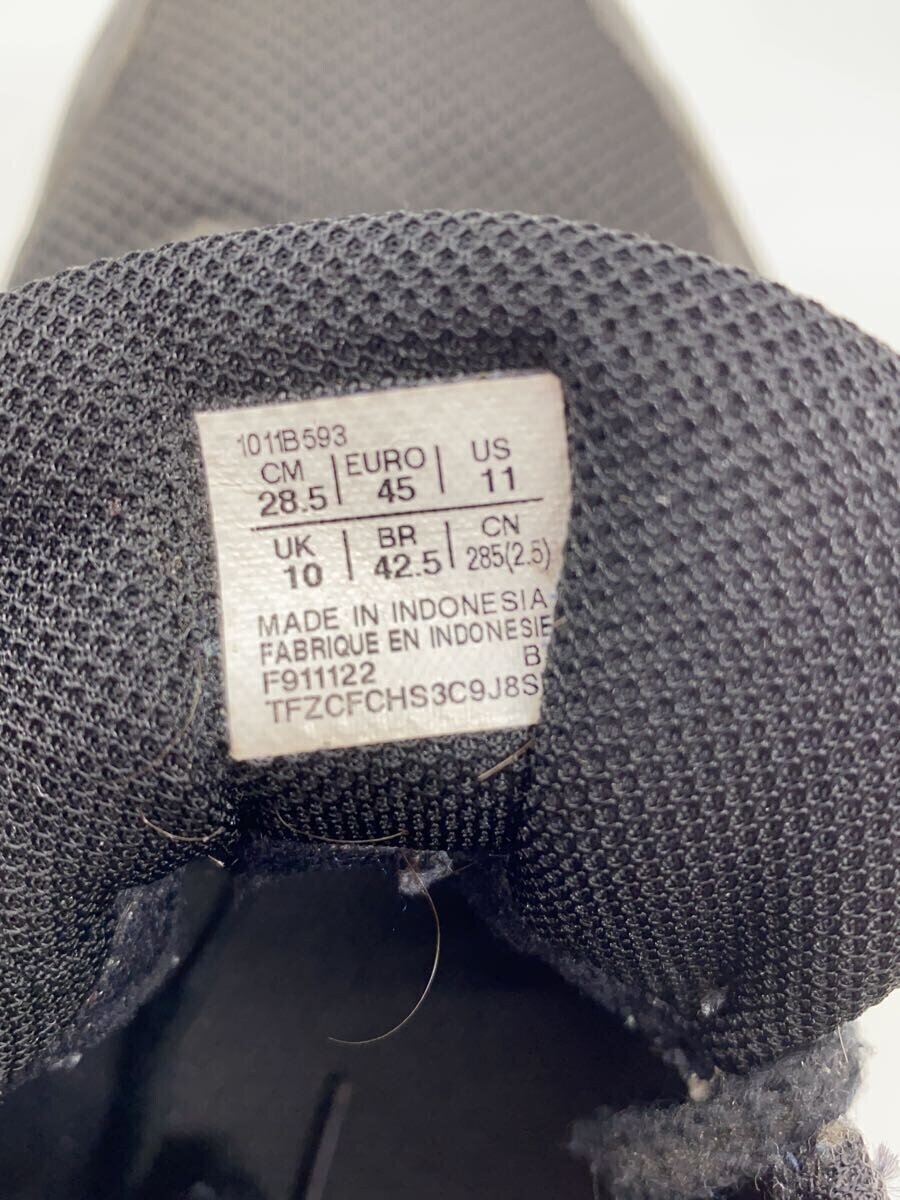 1011B593
CM | EURO | US
28.5 | 45 | 11
UK | BR | CN
10 | 42.5 | 285(2.5)
MADE IN INDONESIA
FABRIQUE EN INDONESIE
F911122 B
TFZCFCHS3C9J8S